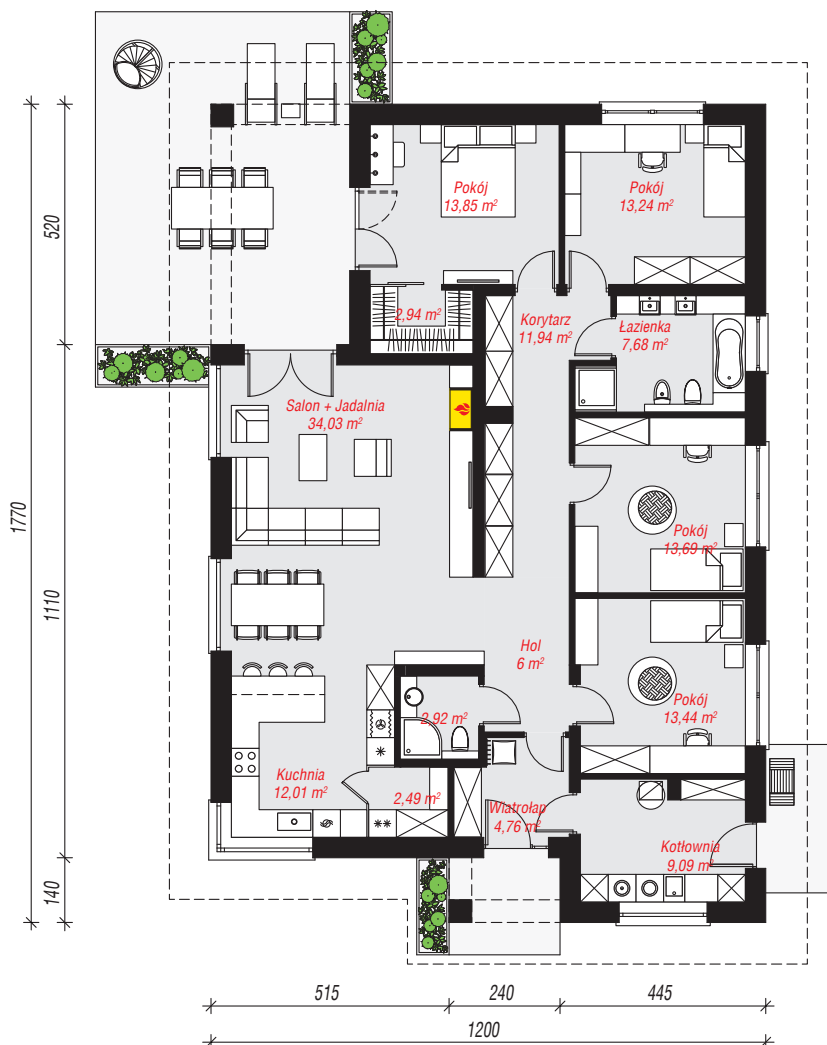 Pokój
13,85 m²
Pokój
13,24 m²
2,94 m²
Korytarz
11,94 m²
Łazienka
7,68 m²
Salon + Jadalnia
34,03 m²
Pokój
13,69 m²
Hol
6 m²
Pokój
13,44 m²
2,92 m²
Kuchnia
12,01 m²
2,49 m²
Wiatrołap
4,76 m²
Kotłownia
9,09 m²
520
1770
1110
140
515
240
445
1200